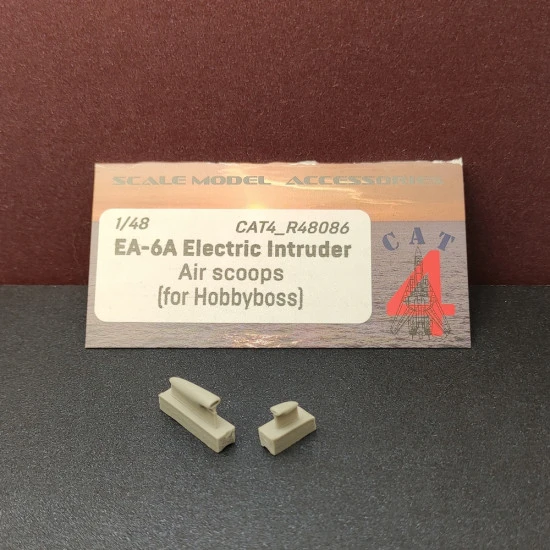 SCALE MODEL ACCESSORIES
1/48 CAT4_R48086
EA-6A Electric Intruder
Air scoops
(for Hobbyboss)
CAT
4